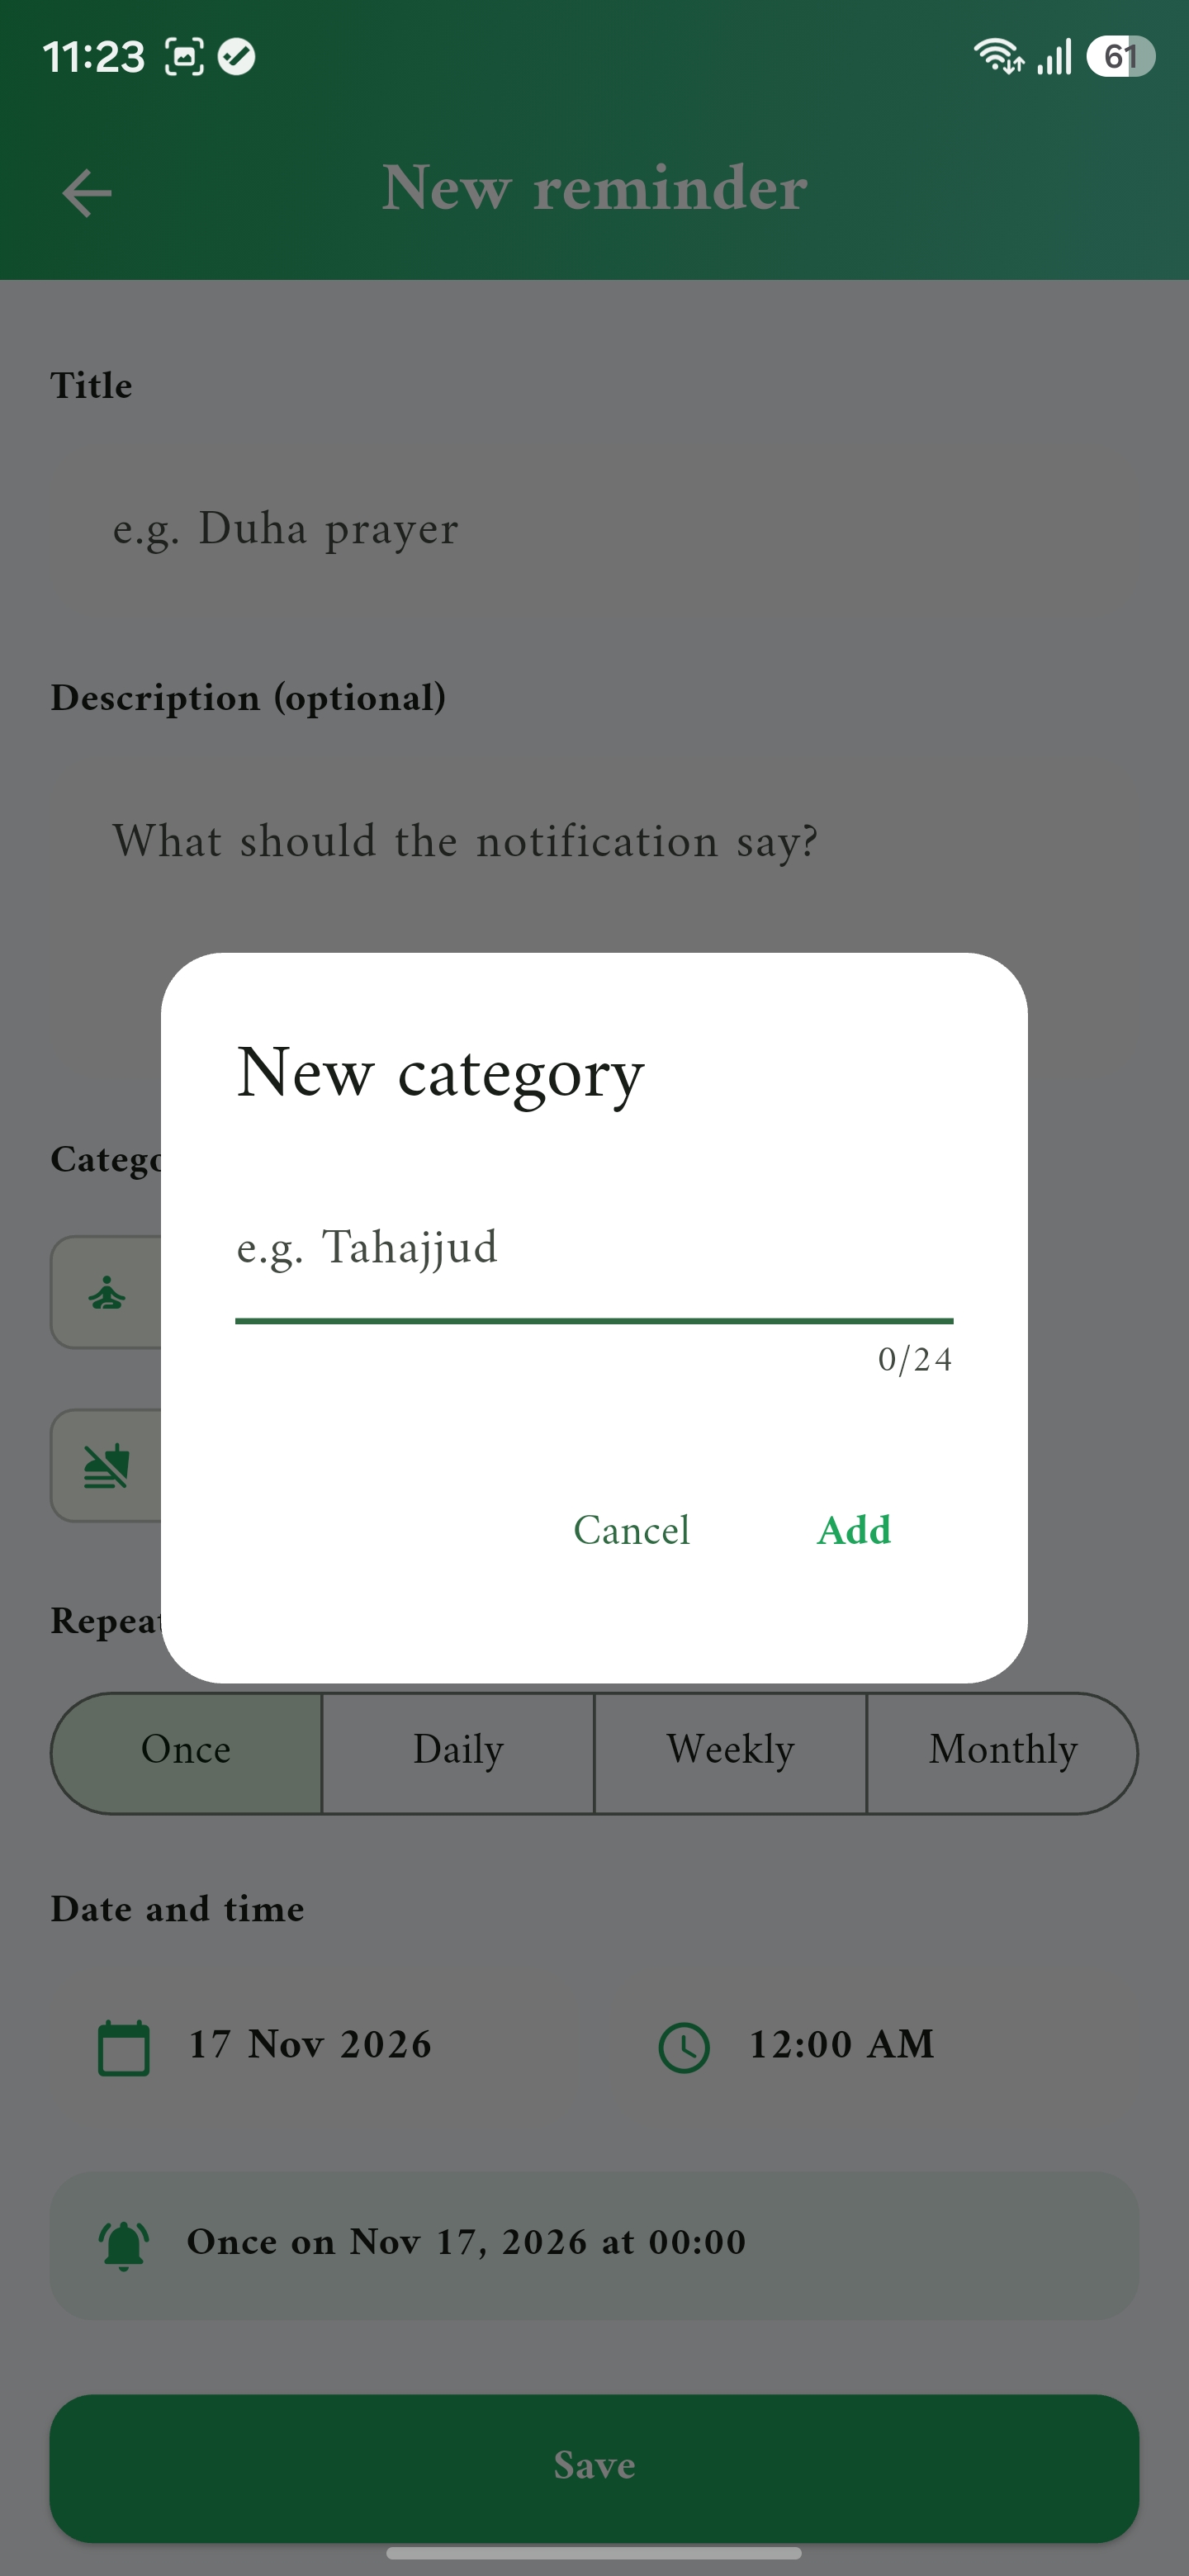 11:23
61
New reminder
Title
e.g. Duha prayer
Description (optional)
What should the notification say?
New category
e.g. Tahajjud
0/24
Cancel Add
Once Daily Weekly Monthly
Date and time
17 Nov 2026 12:00 AM
Once on Nov 17, 2026 at 00:00
Save